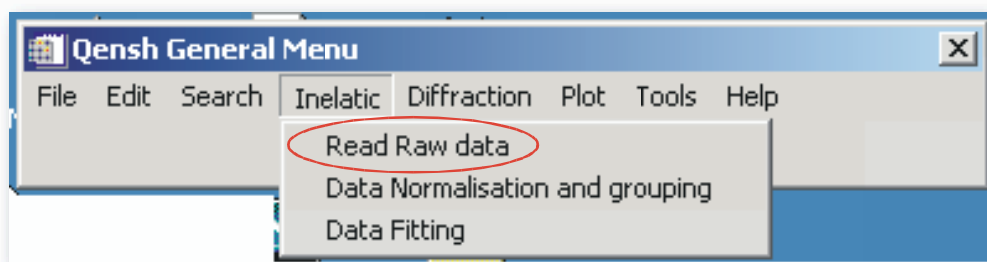 Qensh General Menu
File Edit Search Inelatic Diffraction Plot Tools Help
Read Raw data
Data Normalisation and grouping
Data Fitting